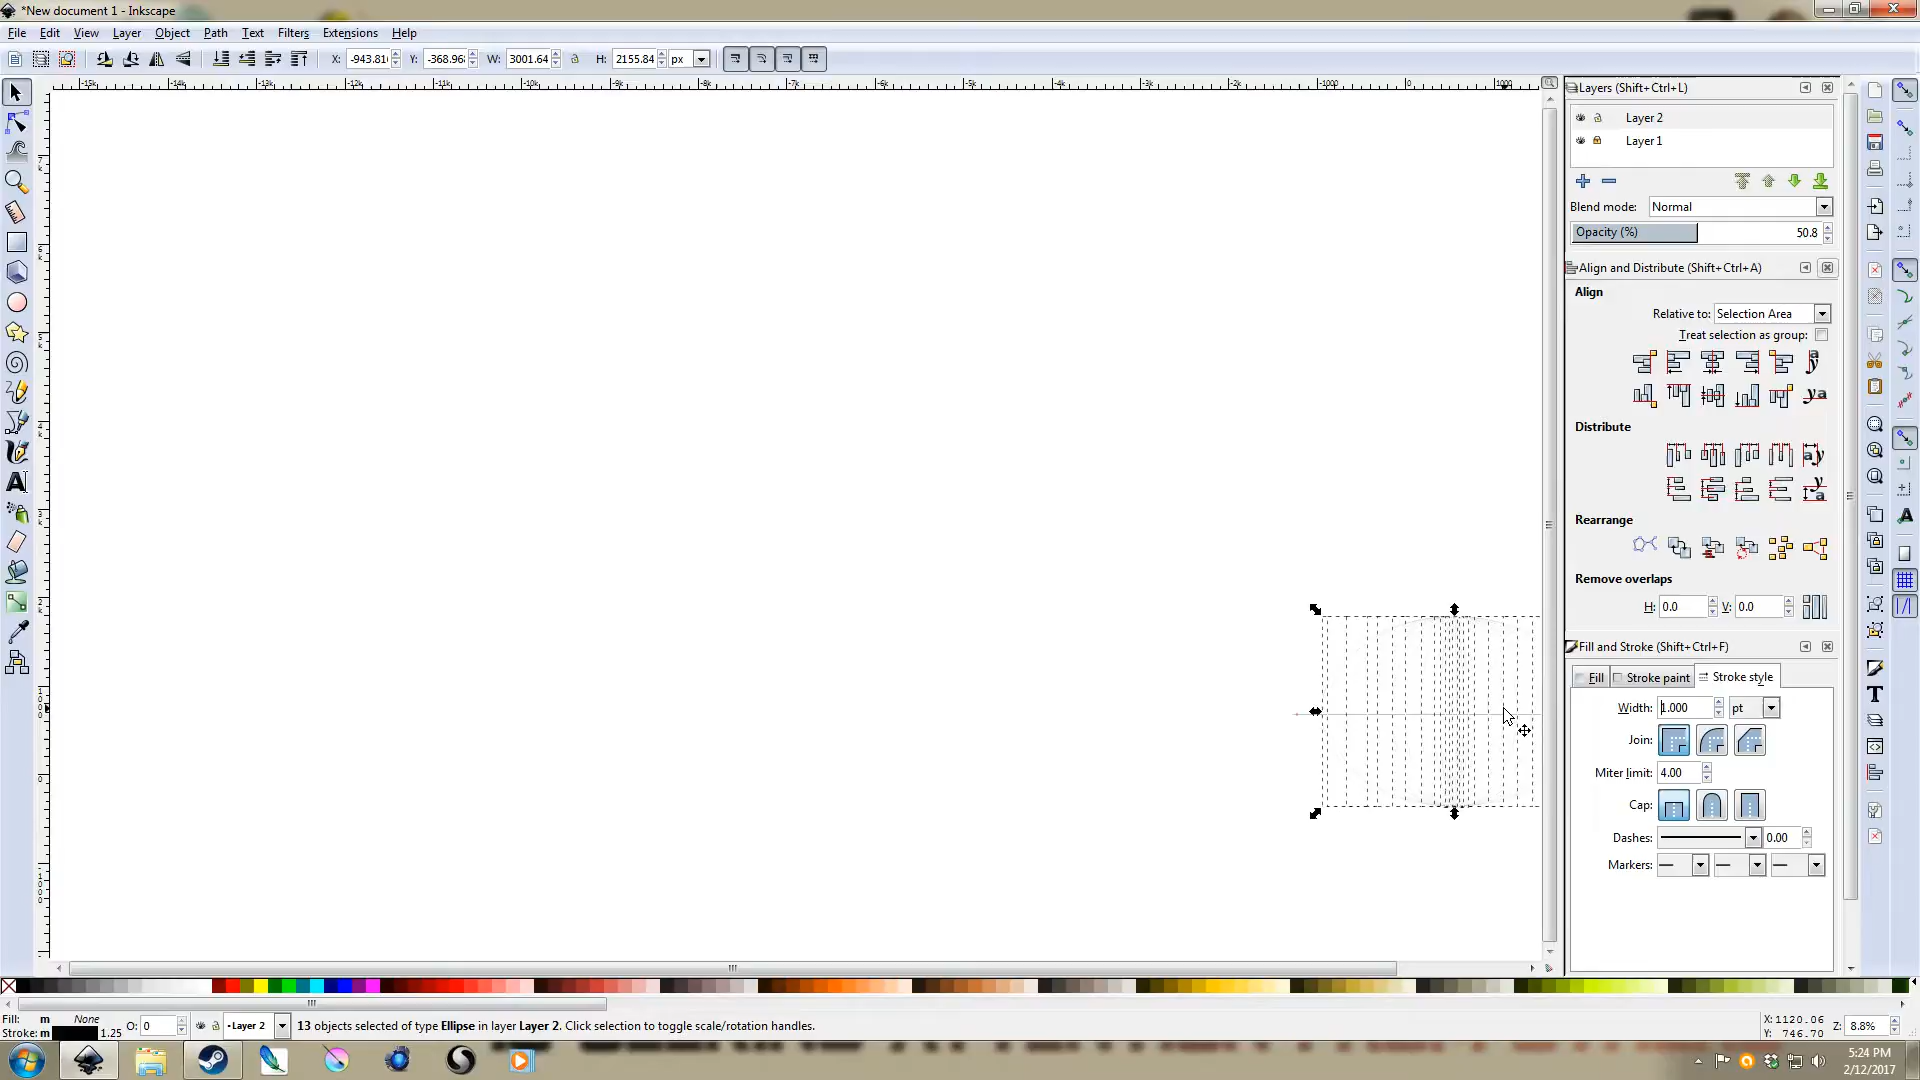 *New document 1 - Inkscape
File Edit View Layer Object Path Text Filters Extensions Help
X: -943.81 Y: -368.96 W: 3001.64 H: 2155.84 px
Layers (Shift+Ctrl+L)
Layer 2
Layer 1
Blend mode: Normal
Opacity (%) 50.8
Align and Distribute (Shift+Ctrl+A)
Align
Relative to: Selection Area
Treat selection as group:
Distribute
Rearrange
Remove overlaps
H: 0.0 V: 0.0
Fill and Stroke (Shift+Ctrl+F)
Fill Stroke paint Stroke style
Width: 1.000 pt
Join:
Miter limit: 4.00
Cap:
Dashes: 0.00
Markers:
Fill: m None
Stroke: m 1.25 O: 0 •Layer 2 13 objects selected of type Ellipse in layer Layer 2. Click selection to toggle scale/rotation handles.
X: 1120.06
Y: 746.70
Z: 8.8%
5:24 PM
2/12/2017